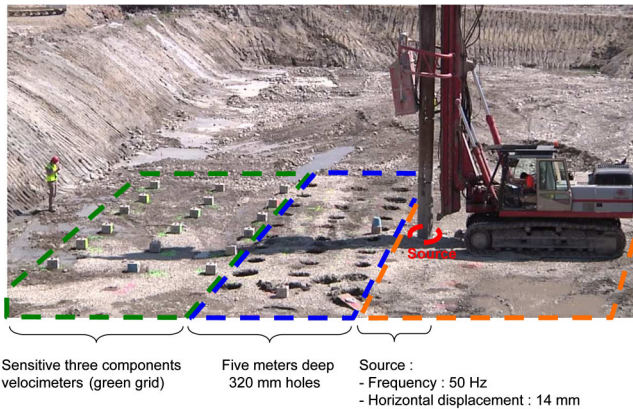 Source
Sensitive three components
velocimeters (green grid)
Five meters deep
320 mm holes
Source :
- Frequency : 50 Hz
- Horizontal displacement : 14 mm